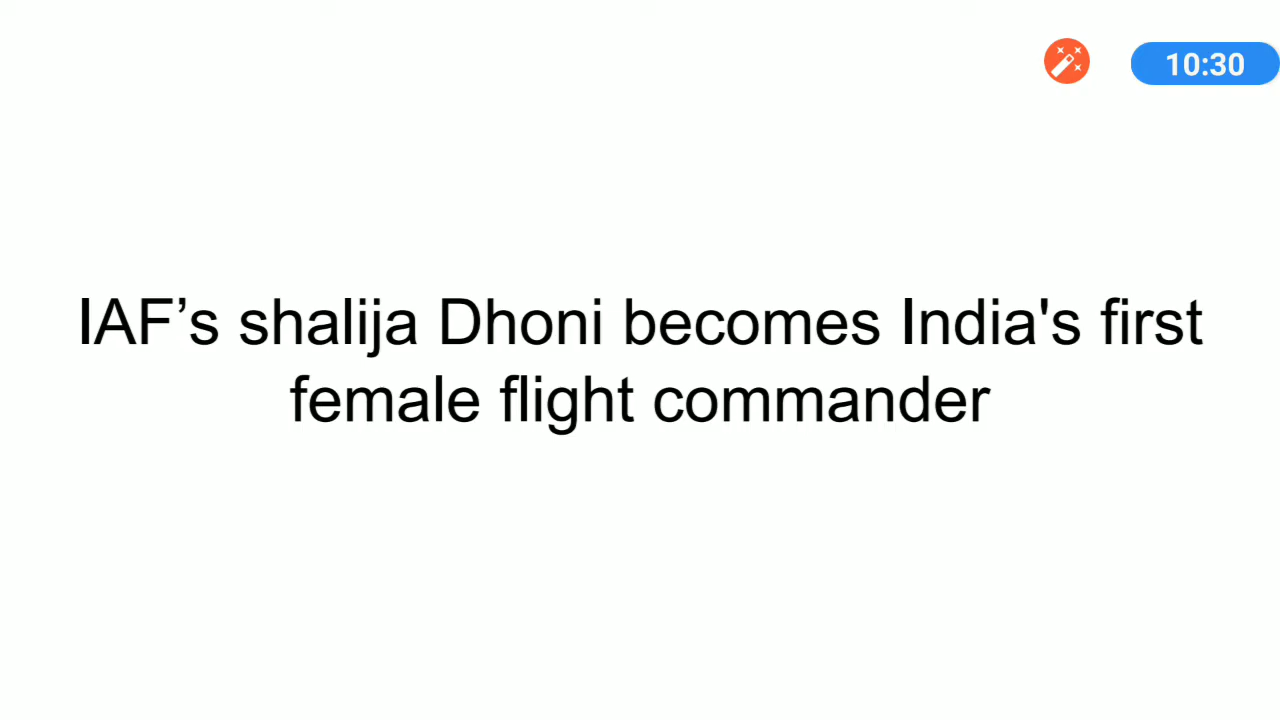 10:30
IAF’s shalija Dhoni becomes India's first
female flight commander